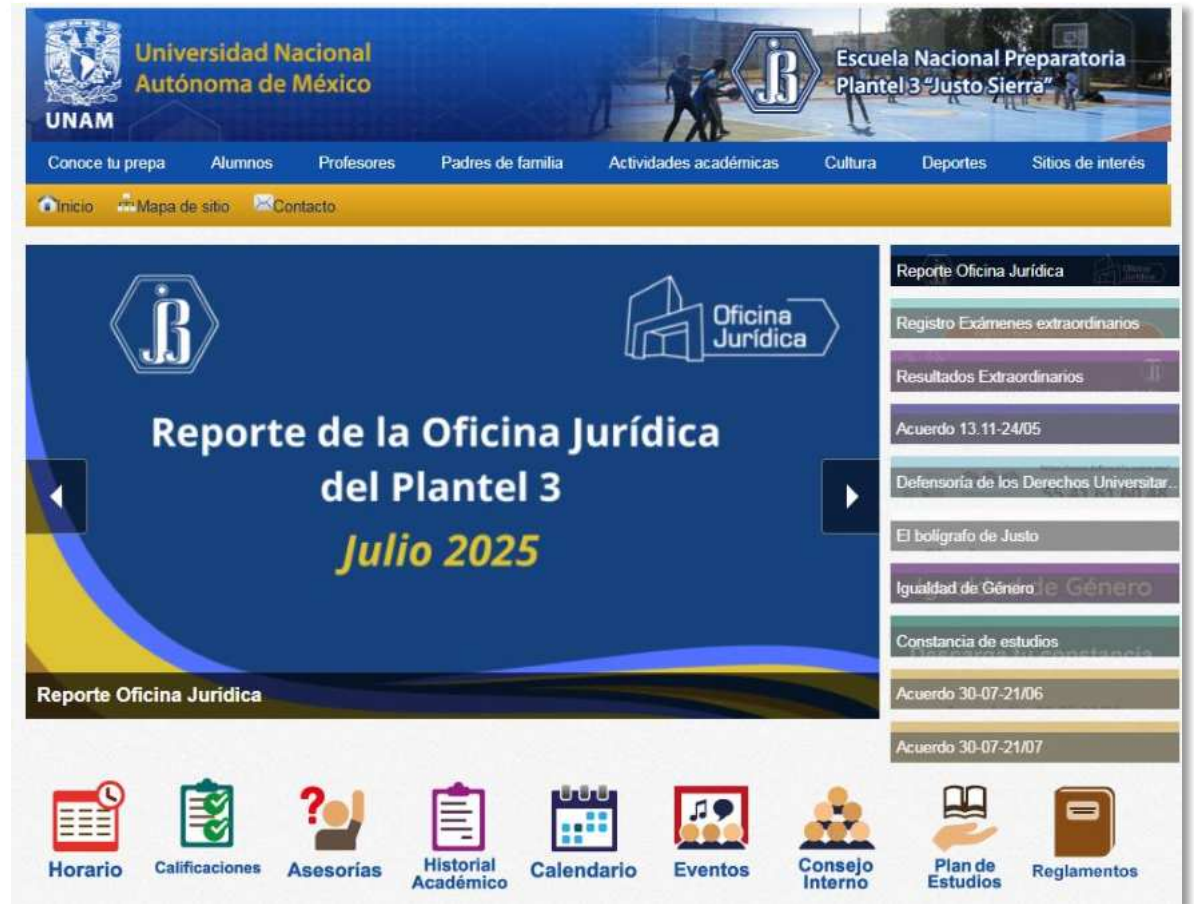 Universidad Nacional
Autónoma de México
UNAM
Escuela Nacional Preparatoria
Plantel 3 "Justo Sierra"
Conoce tu prepa Alumnos Profesores Padres de familia Actividades académicas Cultura Deportes Sitios de interés
Inicio Mapa de sitio Contacto
Oficina
Jurídica
Reporte de la Oficina Jurídica
del Plantel 3
Julio 2025
Reporte Oficina Juridica
Reporte Oficina Jurídica
Registro Exámenes extraordinarios
Resultados Extraordinarios
Acuerdo 13.11-24/05
Defensoría de los Derechos Universitar..
El bolígrafo de Justo
Igualdad de Género
Constancia de estudios
Acuerdo 30-07-21/06
Acuerdo 30-07-21/07
Horario
Calificaciones
Asesorías
Historial
Académico
Calendario
Eventos
Consejo
Interno
Plan de
Estudios
Reglamentos